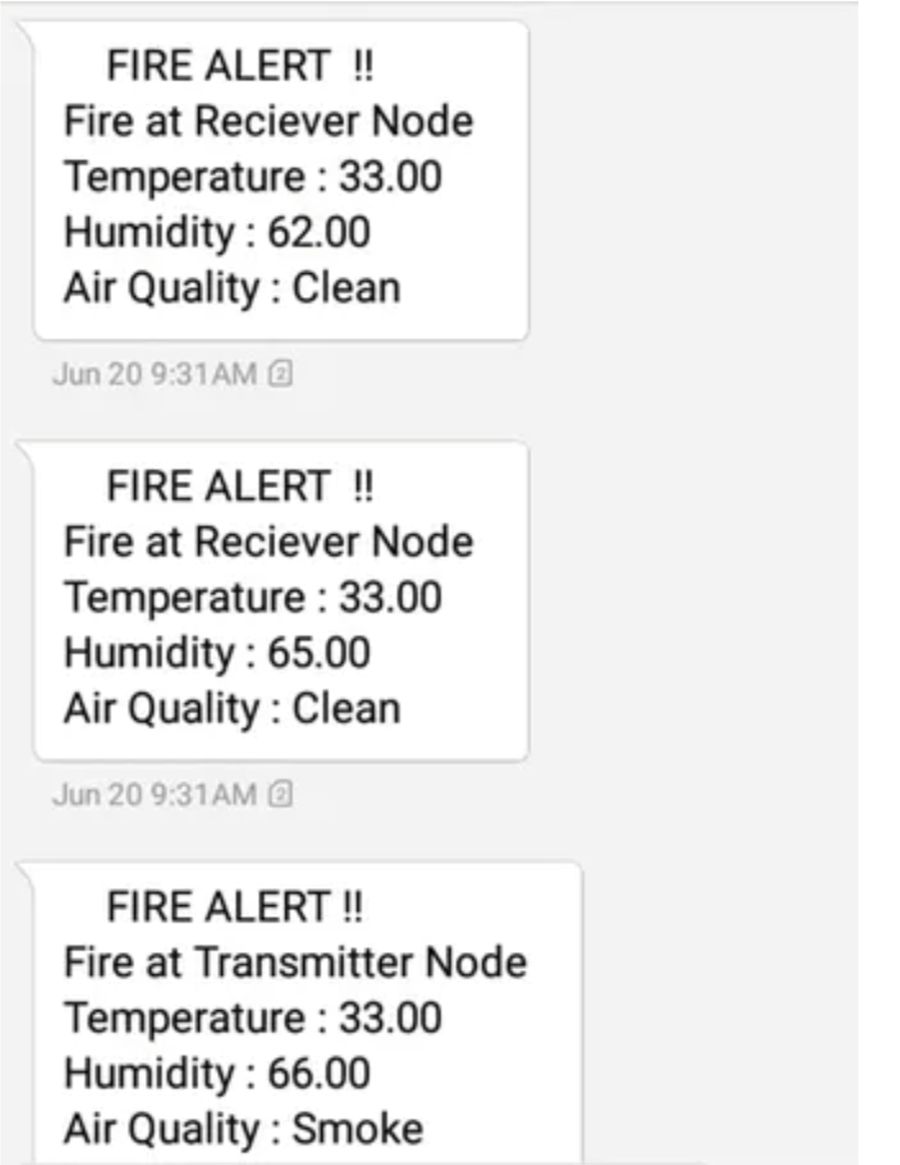 FIRE ALERT !!
Fire at Reciever Node
Temperature : 33.00
Humidity : 62.00
Air Quality : Clean
Jun 20 9:31AM 2
FIRE ALERT !!
Fire at Reciever Node
Temperature : 33.00
Humidity : 65.00
Air Quality : Clean
Jun 20 9:31AM 2
FIRE ALERT !!
Fire at Transmitter Node
Temperature : 33.00
Humidity : 66.00
Air Quality : Smoke